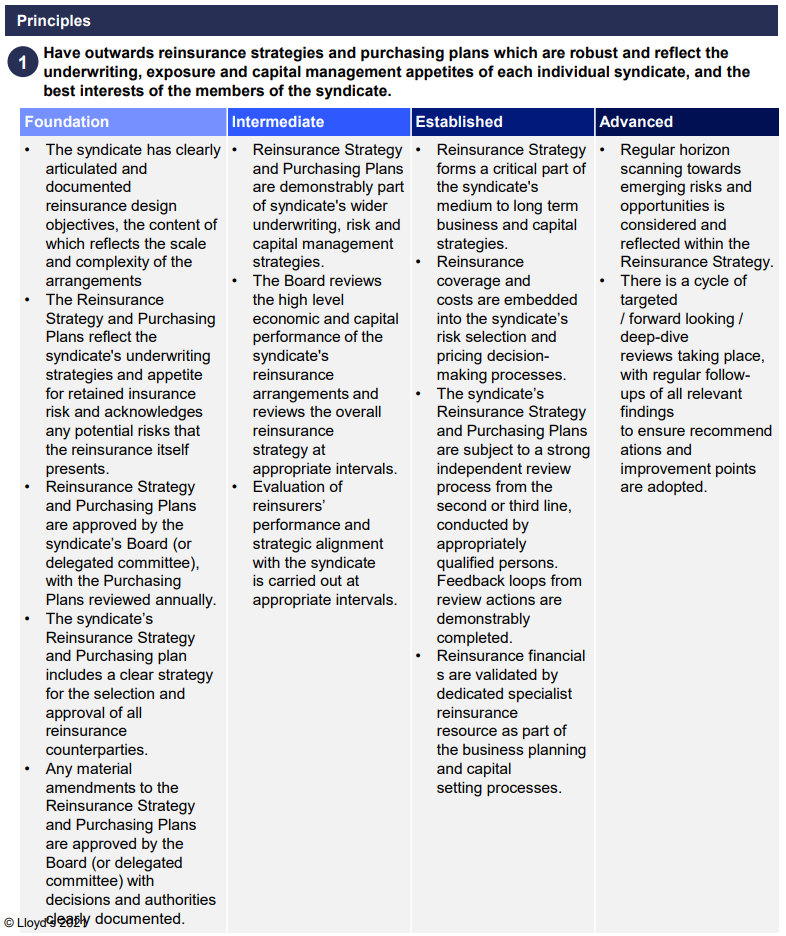 Principles
1
Have outwards reinsurance strategies and purchasing plans which are robust and reflect the
underwriting, exposure and capital management appetites of each individual syndicate, and the
best interests of the members of the syndicate.
Foundation
• The syndicate has clearly
articulated and
documented
reinsurance design
objectives, the content of
which reflects the scale
and complexity of the
arrangements
• The Reinsurance
Strategy and Purchasing
Plans reflect the
syndicate's underwriting
strategies and appetite
for retained insurance
risk and acknowledges
any potential risks that
the reinsurance itself
presents.
• Reinsurance Strategy
and Purchasing Plans
are approved by the
syndicate’s Board (or
delegated committee),
with the Purchasing
Plans reviewed annually.
• The syndicate’s
Reinsurance Strategy
and Purchasing plan
includes a clear strategy
for the selection and
approval of all
reinsurance
counterparties.
• Any material
amendments to the
Reinsurance Strategy
and Purchasing Plans
are approved by the
Board (or delegated
committee) with
decisions and authorities
clearly documented.
Intermediate
• Reinsurance Strategy
and Purchasing Plans
are demonstrably part
of syndicate's wider
underwriting, risk and
capital management
strategies.
• The Board reviews
the high level
economic and capital
performance of the
syndicate's
reinsurance
arrangements and
reviews the overall
reinsurance
strategy at
appropriate intervals.
• Evaluation of
reinsurers’
performance and
strategic alignment
with the syndicate
is carried out at
appropriate intervals.
Established
• Reinsurance Strategy
forms a critical part of
the syndicate's
medium to long term
business and capital
strategies.
• Reinsurance
coverage and
costs are embedded
into the syndicate’s
risk selection and
pricing decision-
making processes.
• The syndicate’s
Reinsurance Strategy
and Purchasing Plans
are subject to a strong
independent review
process from the
second or third line,
conducted by
appropriately
qualified persons.
Feedback loops from
review actions are
demonstrably
completed.
• Reinsurance financial
s are validated by
dedicated specialist
reinsurance
resource as part of
the business planning
and capital
setting processes.
Advanced
• Regular horizon
scanning towards
emerging risks and
opportunities is
considered and
reflected within the
Reinsurance Strategy.
• There is a cycle of
targeted
/ forward looking /
deep-dive
reviews taking place,
with regular follow-
ups of all relevant
findings
to ensure recommend
ations and
improvement points
are adopted.
© Lloyd's 2021